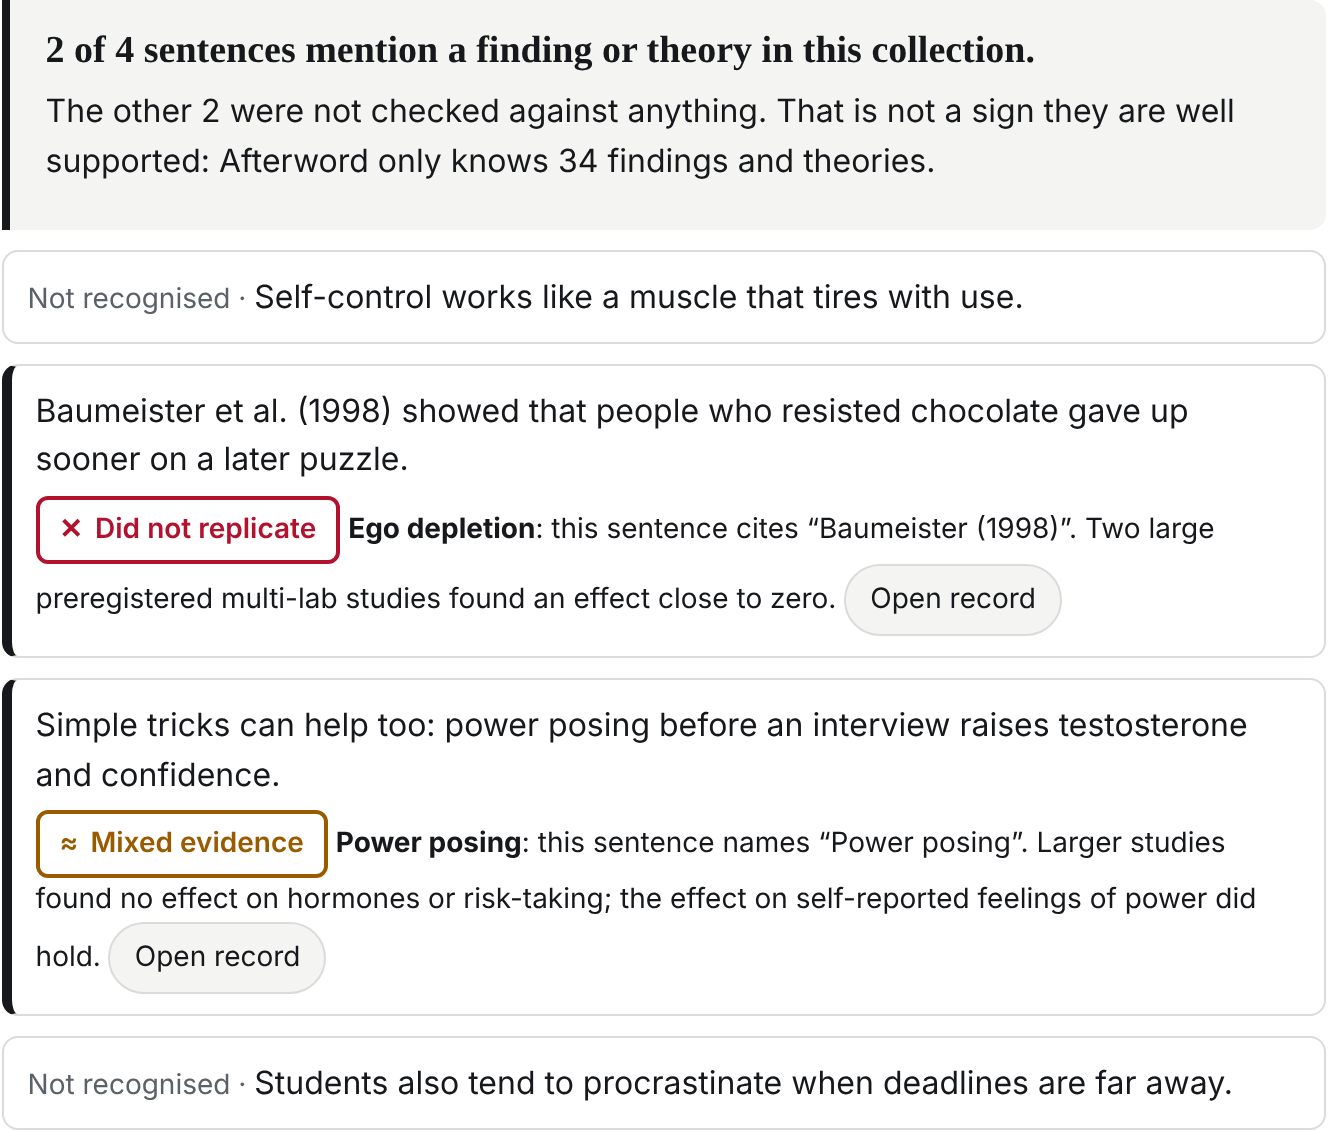 2 of 4 sentences mention a finding or theory in this collection.
The other 2 were not checked against anything. That is not a sign they are well
supported: Afterword only knows 34 findings and theories.
Not recognised · Self-control works like a muscle that tires with use.
Baumeister et al. (1998) showed that people who resisted chocolate gave up
sooner on a later puzzle.
✕ Did not replicate Ego depletion: this sentence cites “Baumeister (1998)”. Two large
preregistered multi-lab studies found an effect close to zero. Open record
Simple tricks can help too: power posing before an interview raises testosterone
and confidence.
≈ Mixed evidence Power posing: this sentence names “Power posing”. Larger studies
found no effect on hormones or risk-taking; the effect on self-reported feelings of power did
hold. Open record
Not recognised · Students also tend to procrastinate when deadlines are far away.